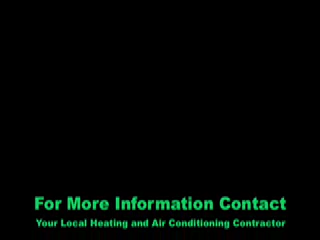 For More Information Contact
Your Local Heating and Air Conditioning Contractor